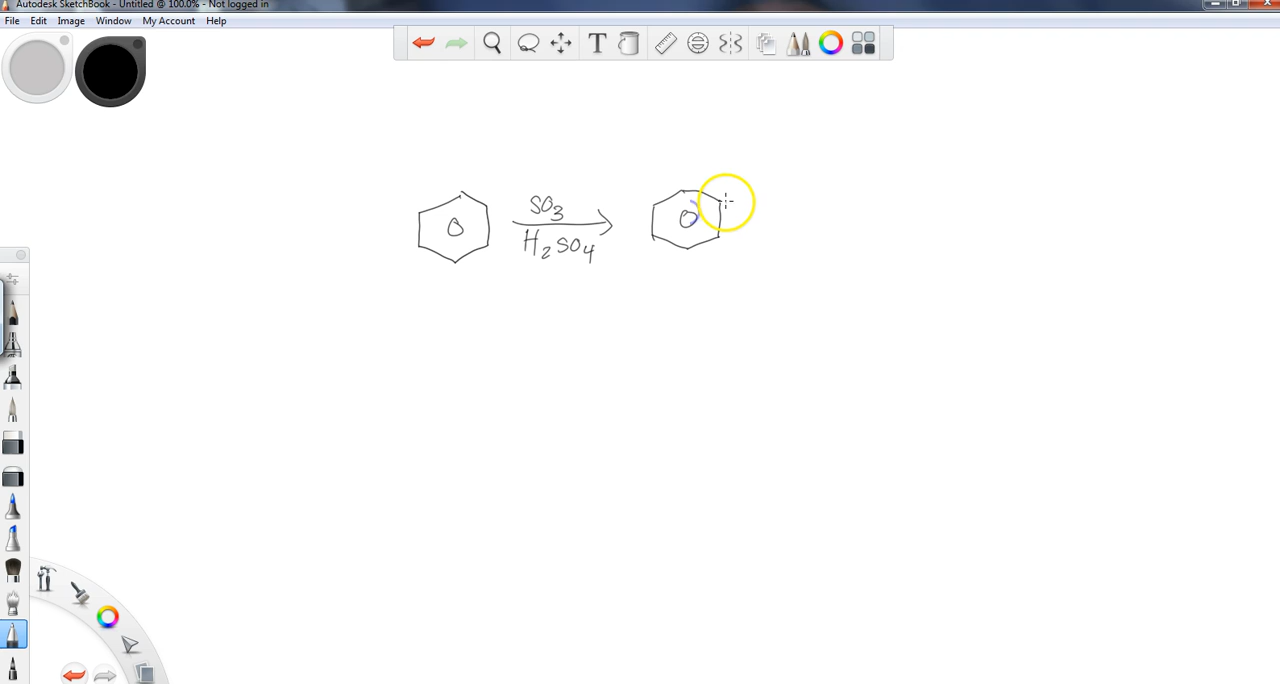 Autodesk SketchBook - Untitled @ 100.0% - Not logged in
File Edit Image Window My Account Help
T
SO3
H2SO4